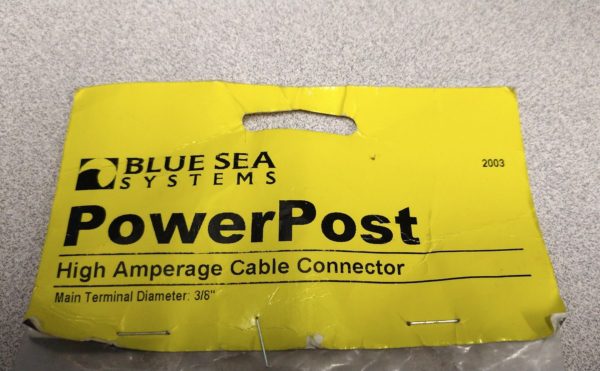 BLUE SEA
SYSTEMS
2003
PowerPost
High Amperage Cable Connector
Main Terminal Diameter: 3/8"